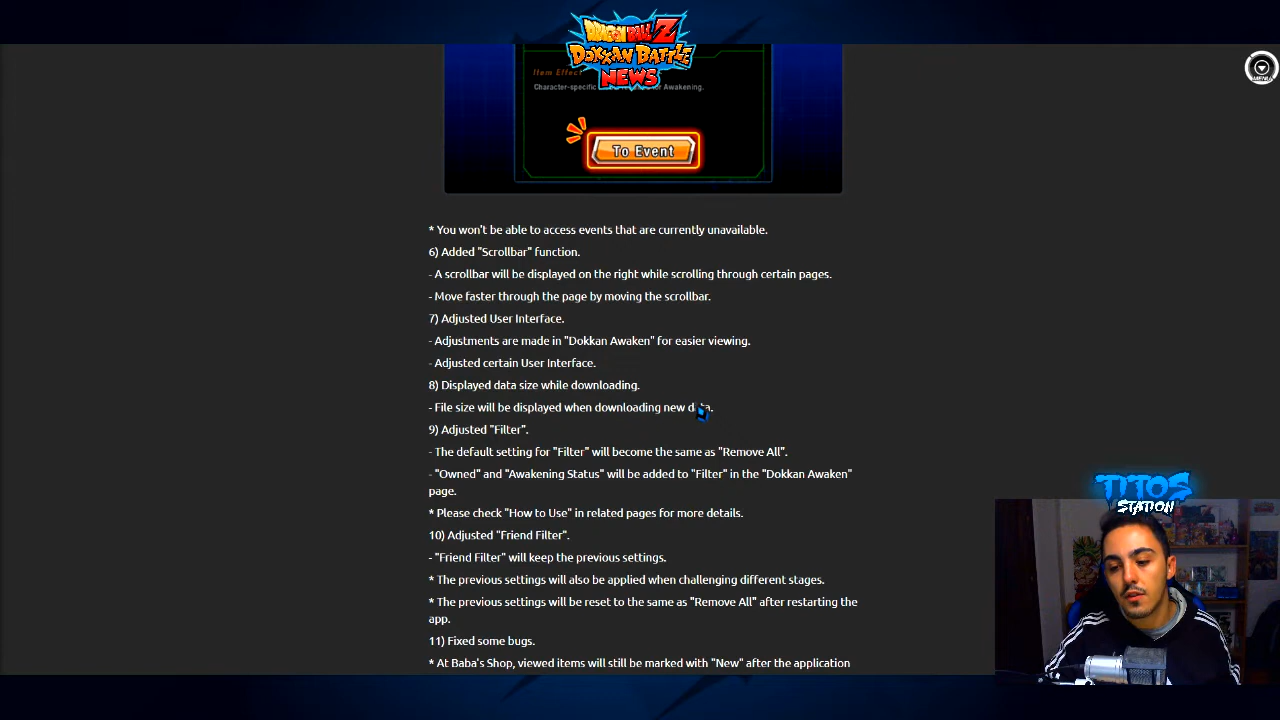 DRAGON BALL Z
DOKKAN BATTLE
NEWS
MENU
Item Effect
Character-specific
for Awakening.
To Event
* You won't be able to access events that are currently unavailable.
6) Added "Scrollbar" function.
- A scrollbar will be displayed on the right while scrolling through certain pages.
- Move faster through the page by moving the scrollbar.
7) Adjusted User Interface.
- Adjustments are made in "Dokkan Awaken" for easier viewing.
- Adjusted certain User Interface.
8) Displayed data size while downloading.
- File size will be displayed when downloading new data.
9) Adjusted "Filter".
- The default setting for "Filter" will become the same as "Remove All".
- "Owned" and "Awakening Status" will be added to "Filter" in the "Dokkan Awaken"
page.
* Please check "How to Use" in related pages for more details.
10) Adjusted "Friend Filter".
- "Friend Filter" will keep the previous settings.
* The previous settings will also be applied when challenging different stages.
* The previous settings will be reset to the same as "Remove All" after restarting the
app.
11) Fixed some bugs.
* At Baba's Shop, viewed items will still be marked with "New" after the application
TITOS
STATION